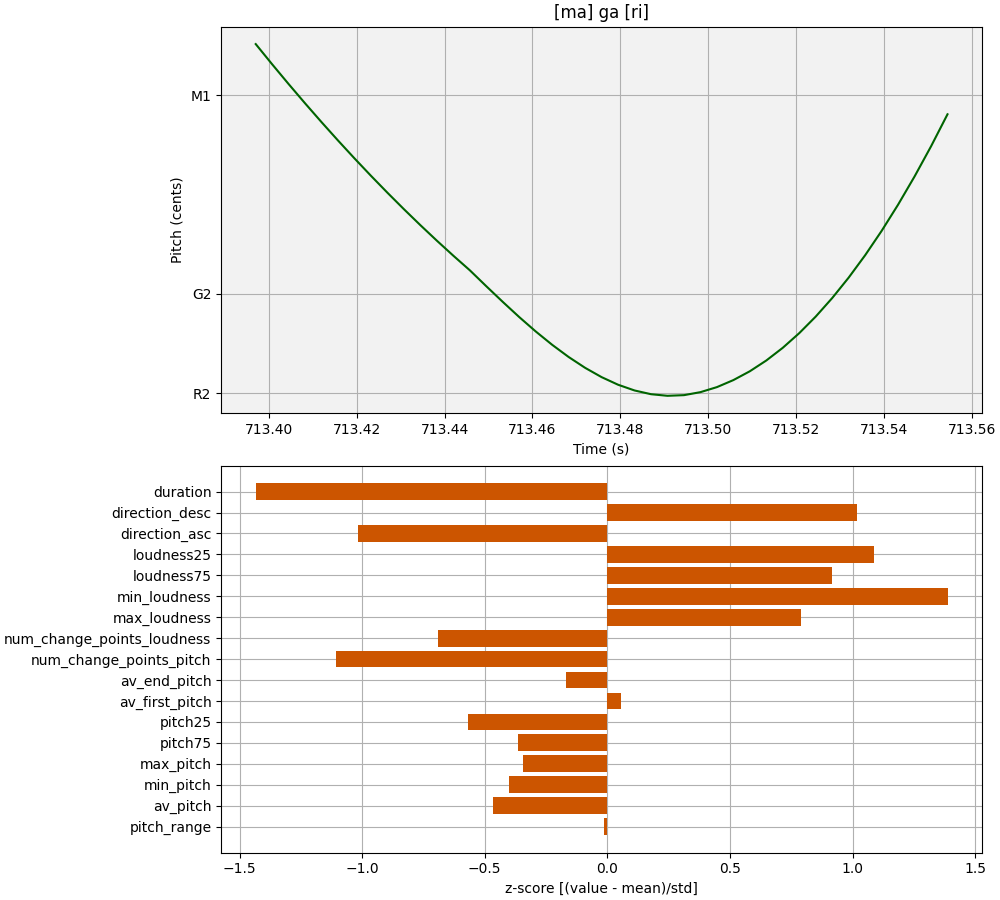 [ma] ga [ri]
M1
G2
R2
Pitch (cents)
713.40 713.42 713.44 713.46 713.48 713.50 713.52 713.54 713.56
Time (s)
duration
direction_desc
direction_asc
loudness25
loudness75
min_loudness
max_loudness
num_change_points_loudness
num_change_points_pitch
av_end_pitch
av_first_pitch
pitch25
pitch75
max_pitch
min_pitch
av_pitch
pitch_range
−1.5 −1.0 −0.5 0.0 0.5 1.0 1.5
z-score [(value - mean)/std]